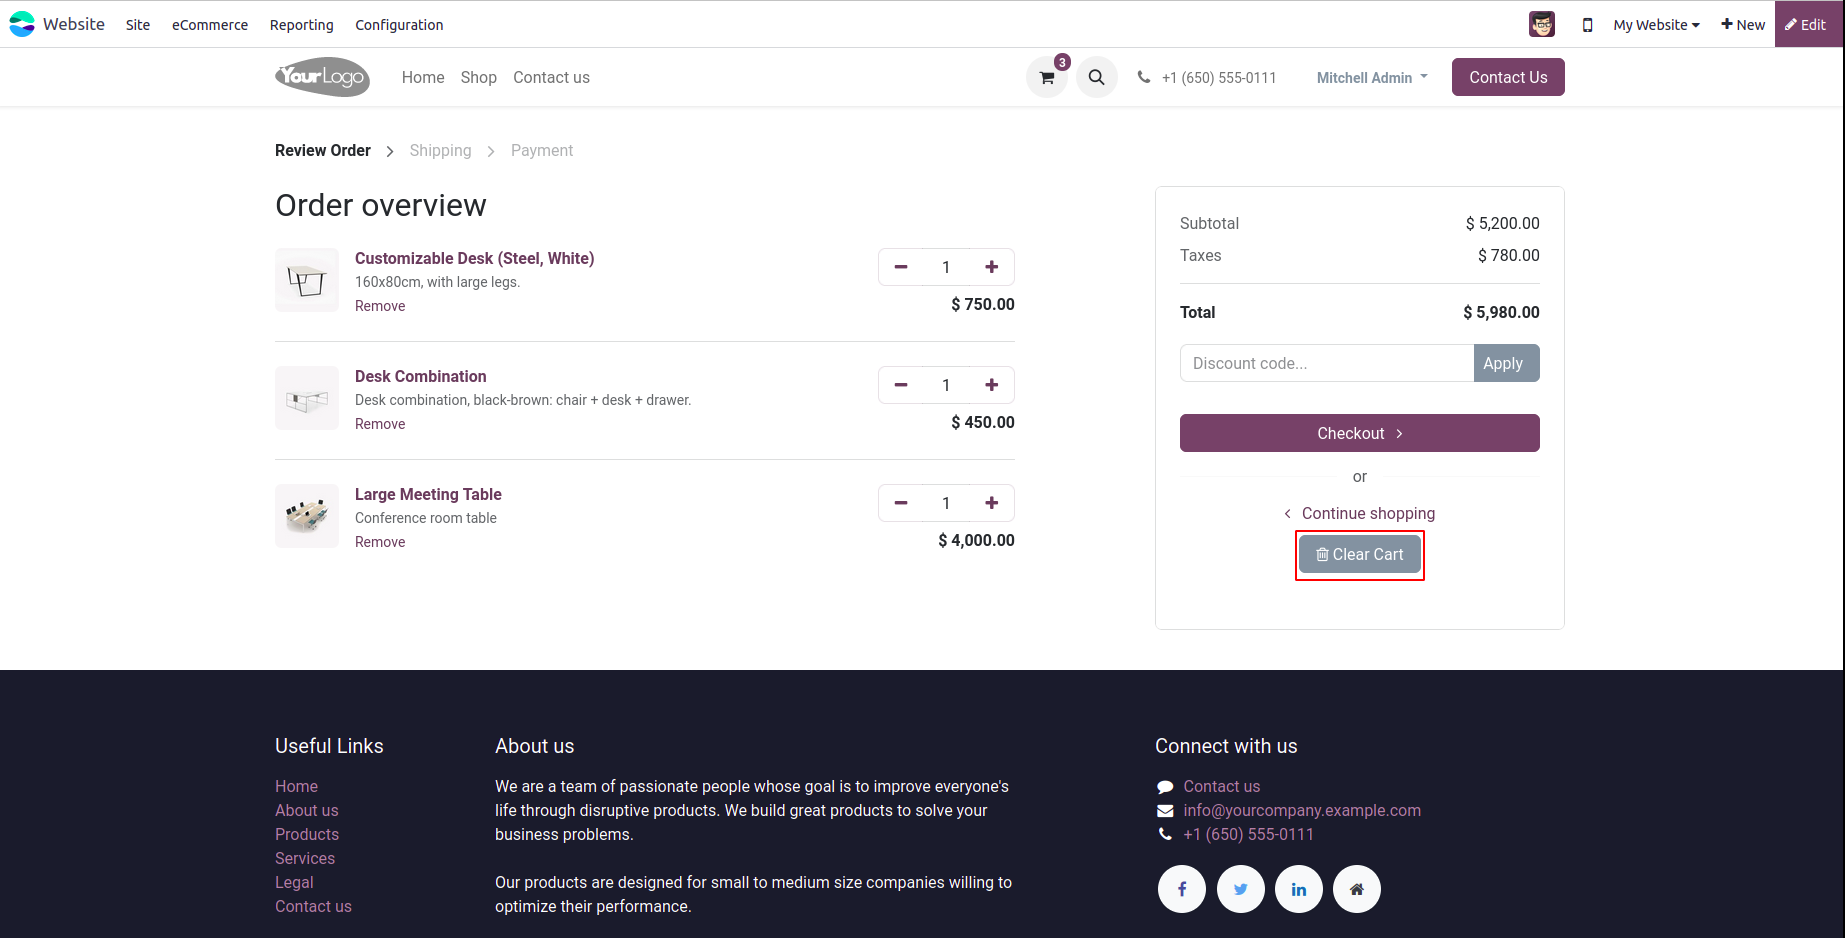 Website Site eCommerce Reporting Configuration My Website New Edit
YourLogo Home Shop Contact us 3 +1 (650) 555-0111 Mitchell Admin Contact Us
Review Order Shipping Payment
Order overview
Customizable Desk (Steel, White)
160x80cm, with large legs.
Remove
1
$ 750.00
Desk Combination
Desk combination, black-brown: chair + desk + drawer.
Remove
1
$ 450.00
Large Meeting Table
Conference room table
Remove
1
$ 4,000.00
Subtotal $ 5,200.00
Taxes $ 780.00
Total $ 5,980.00
Discount code... Apply
Checkout
or
Continue shopping
Clear Cart
Useful Links
Home
About us
Products
Services
Legal
Contact us
About us
We are a team of passionate people whose goal is to improve everyone's
life through disruptive products. We build great products to solve your
business problems.
Our products are designed for small to medium size companies willing to
optimize their performance.
Connect with us
Contact us
info@yourcompany.example.com
+1 (650) 555-0111